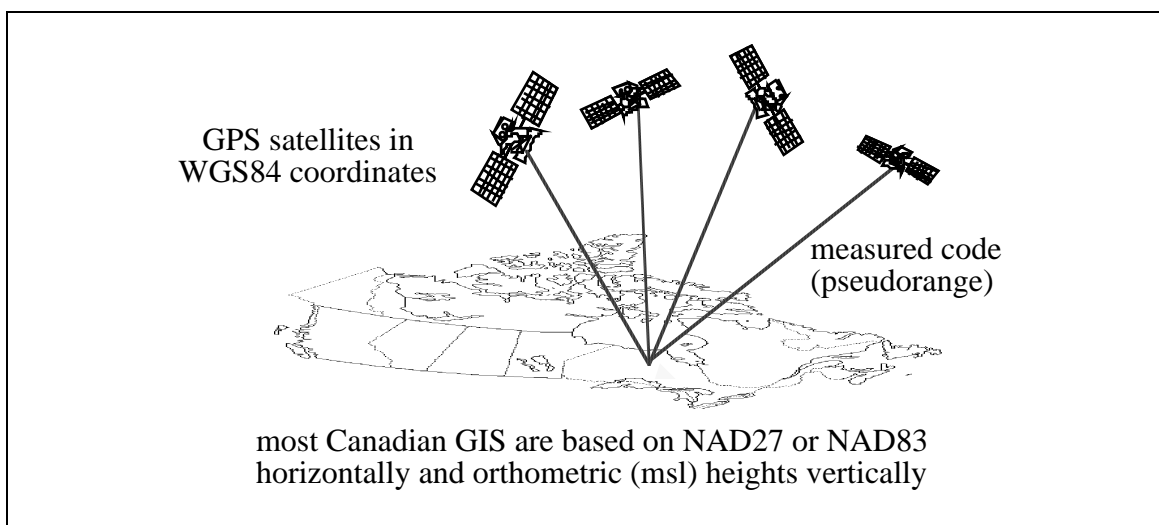 GPS satellites in
WGS84 coordinates
measured code
(pseudorange)
most Canadian GIS are based on NAD27 or NAD83
horizontally and orthometric (msl) heights vertically